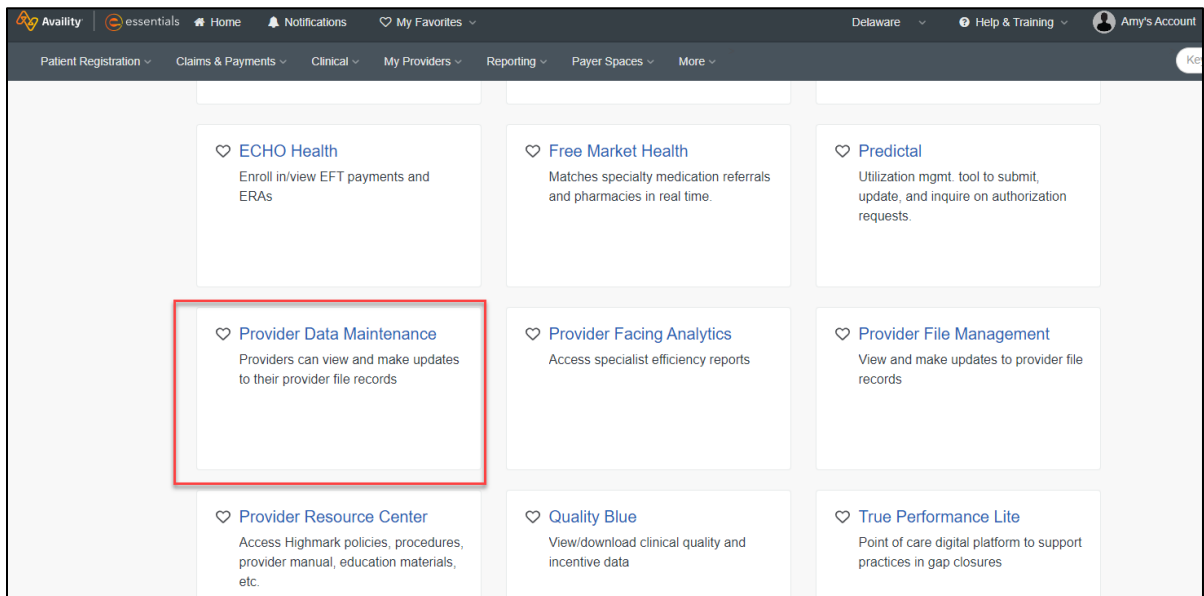 Availity essentials Home Notifications My Favorites Delaware Help & Training Amy's Account
Patient Registration Claims & Payments Clinical My Providers Reporting Payer Spaces More
ECHO Health
Enroll in/view EFT payments and
ERAs
Free Market Health
Matches specialty medication referrals
and pharmacies in real time.
Predictal
Utilization mgmt. tool to submit,
update, and inquire on authorization
requests.
Provider Data Maintenance
Providers can view and make updates
to their provider file records
Provider Facing Analytics
Access specialist efficiency reports
Provider File Management
View and make updates to provider file
records
Provider Resource Center
Access Highmark policies, procedures,
provider manual, education materials,
etc.
Quality Blue
View/download clinical quality and
incentive data
True Performance Lite
Point of care digital platform to support
practices in gap closures